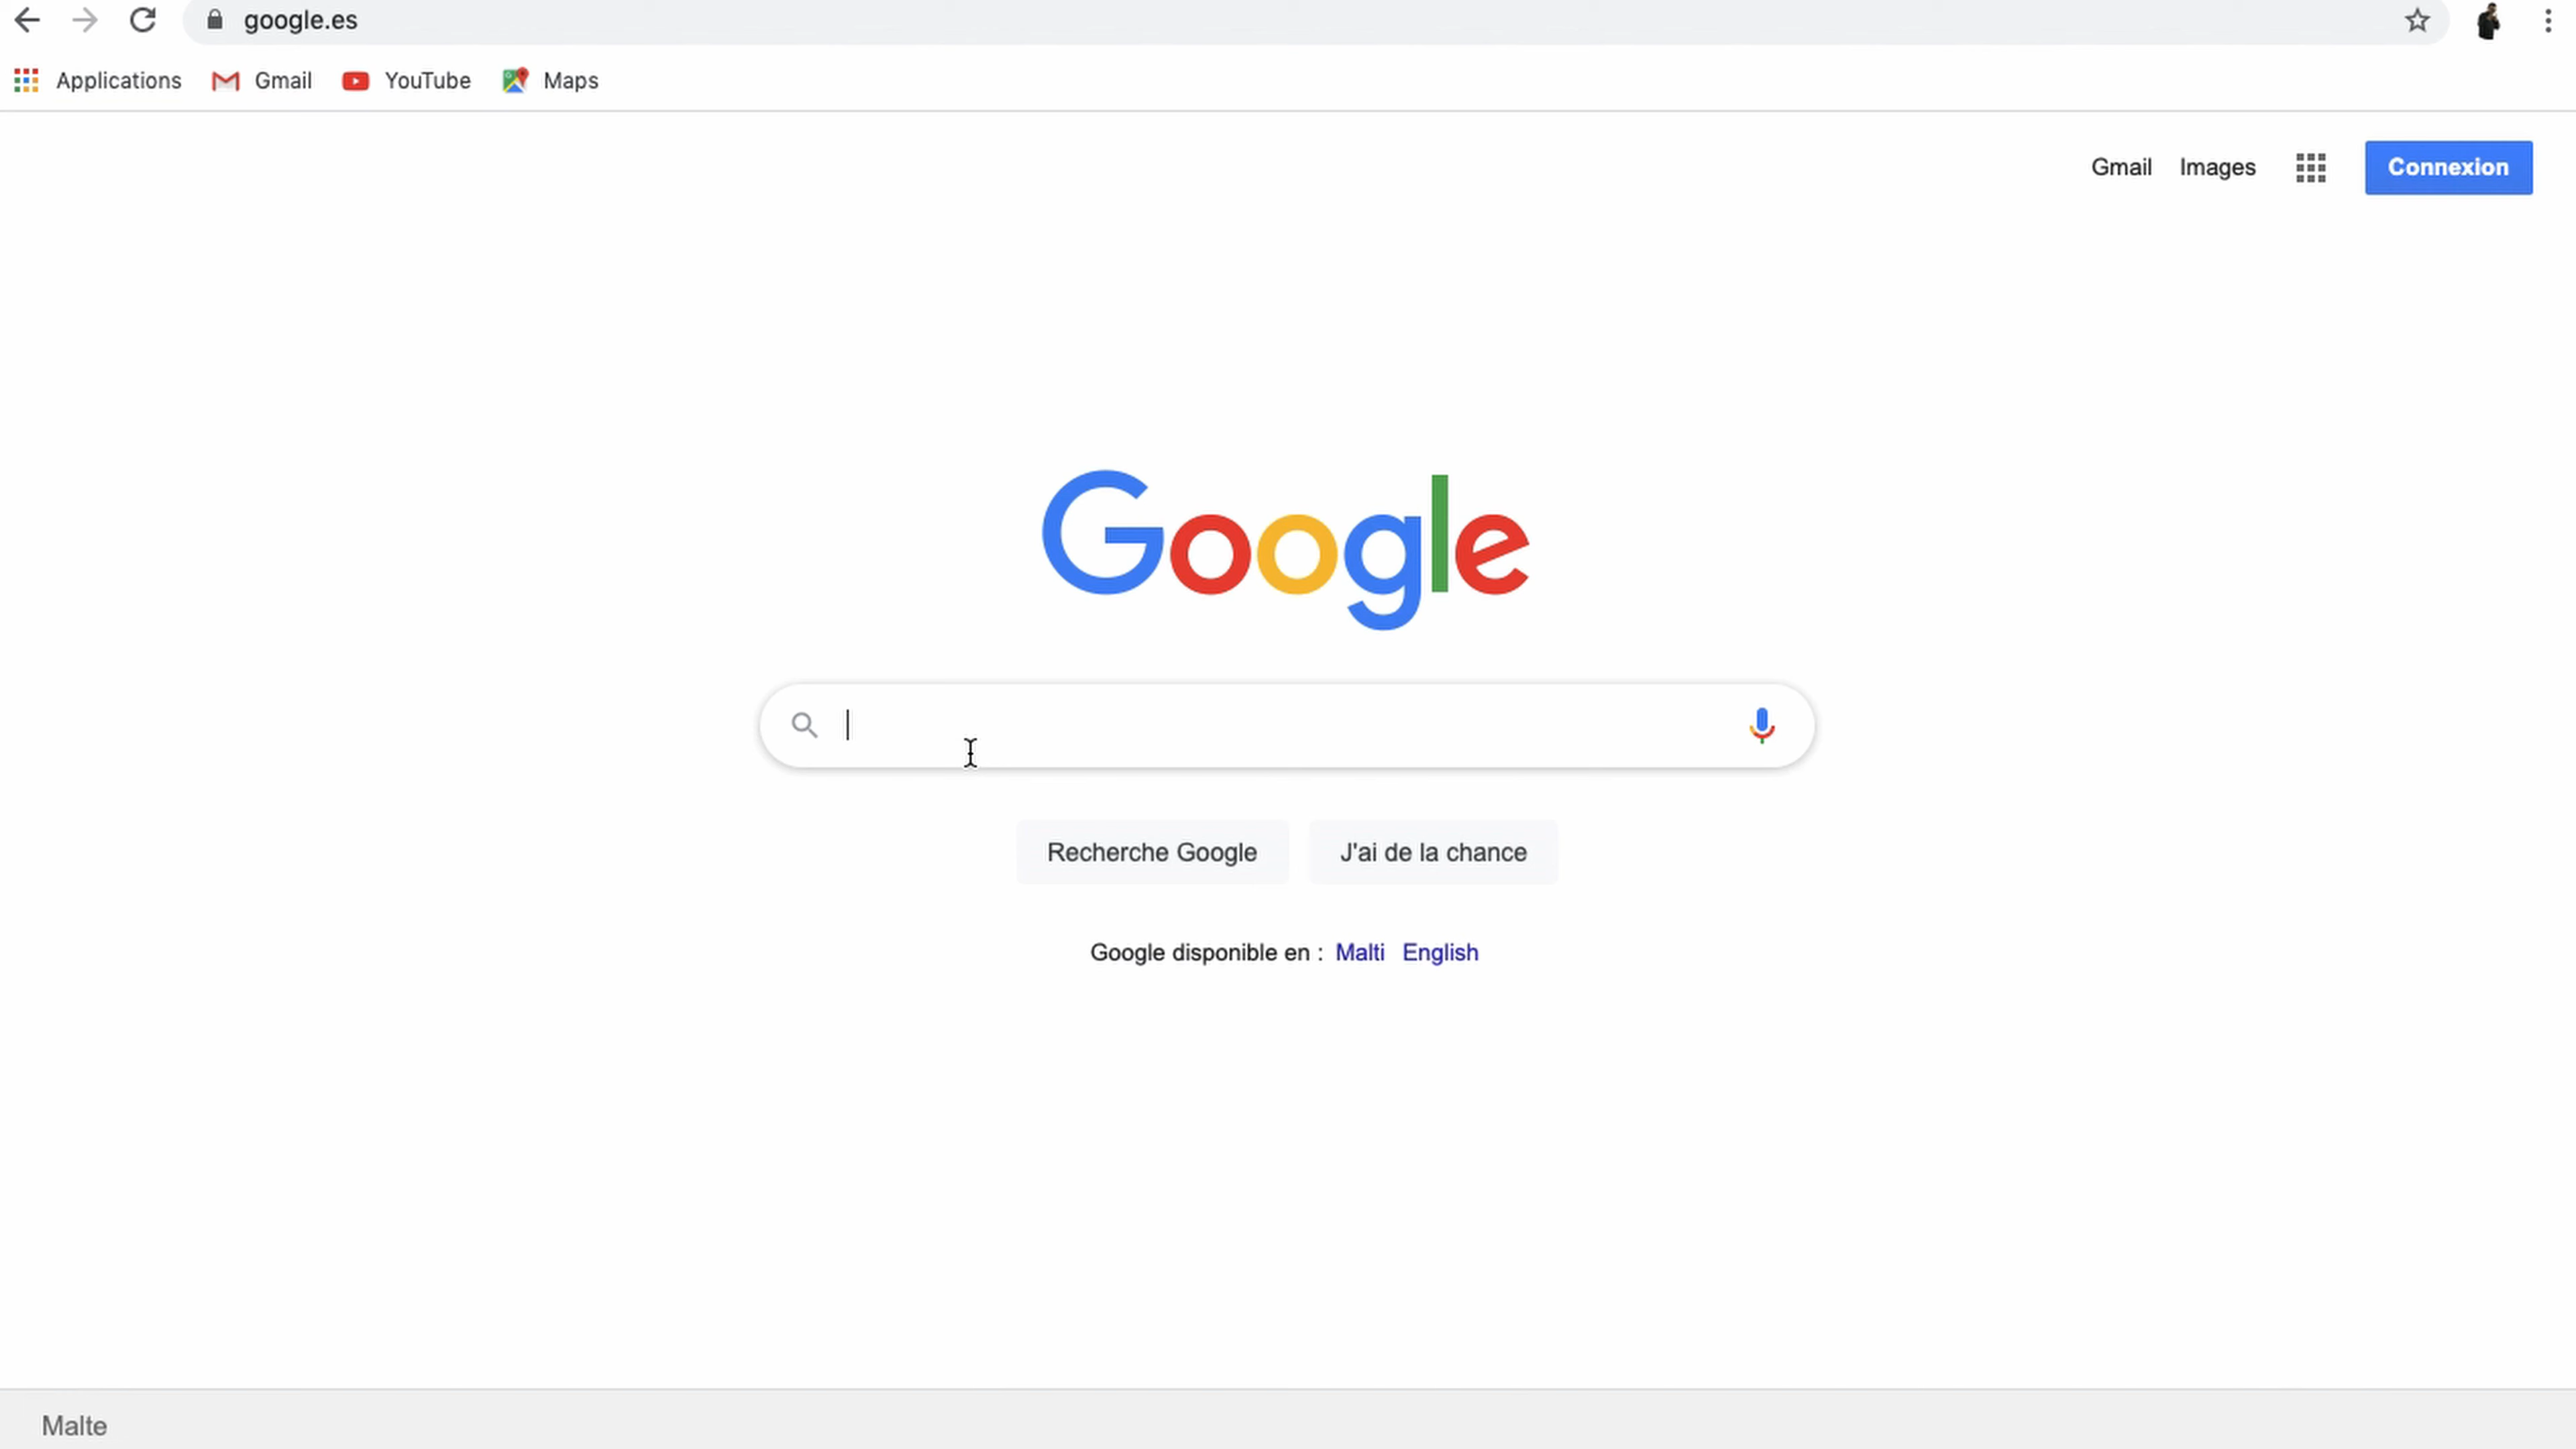 google.es
Applications Gmail YouTube Maps
Gmail Images Connexion
Google
Recherche Google J'ai de la chance
Google disponible en : Malti English
Malte